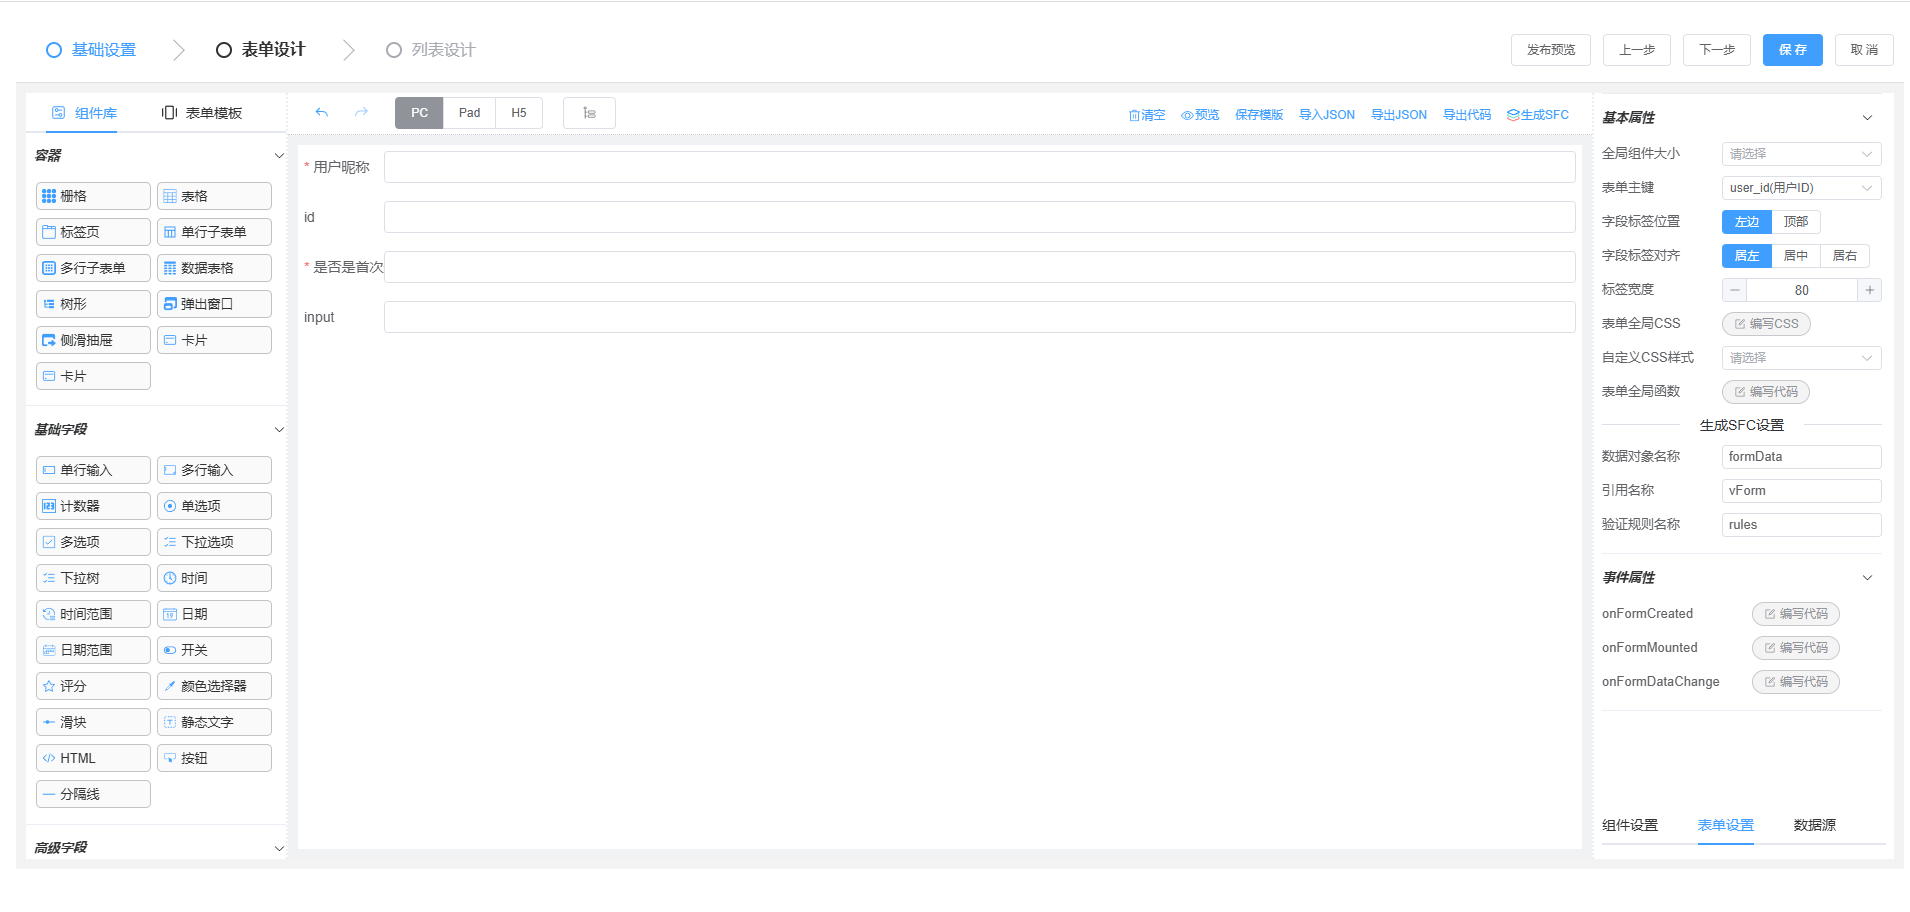 基础设置
表单设计
列表设计
发布预览
上一步
下一步
保 存
取 消
组件库
表单模板
容器
栅格
表格
标签页
单行子表单
多行子表单
数据表格
树形
弹出窗口
侧滑抽屉
卡片
卡片
基础字段
单行输入
多行输入
计数器
单选项
多选项
下拉选项
下拉树
时间
时间范围
日期
日期范围
开关
评分
颜色选择器
滑块
静态文字
HTML
按钮
分隔线
高级字段
PC
Pad
H5
清空
预览
保存模版
导入JSON
导出JSON
导出代码
生成SFC
* 用户昵称
id
* 是否是首次
input
基本属性
全局组件大小
请选择
表单主键
user_id(用户ID)
字段标签位置
左边
顶部
字段标签对齐
居左
居中
居右
标签宽度
80
表单全局CSS
编写CSS
自定义CSS样式
请选择
表单全局函数
编写代码
生成SFC设置
数据对象名称
formData
引用名称
vForm
验证规则名称
rules
事件属性
onFormCreated
编写代码
onFormMounted
编写代码
onFormDataChange
编写代码
组件设置
表单设置
数据源